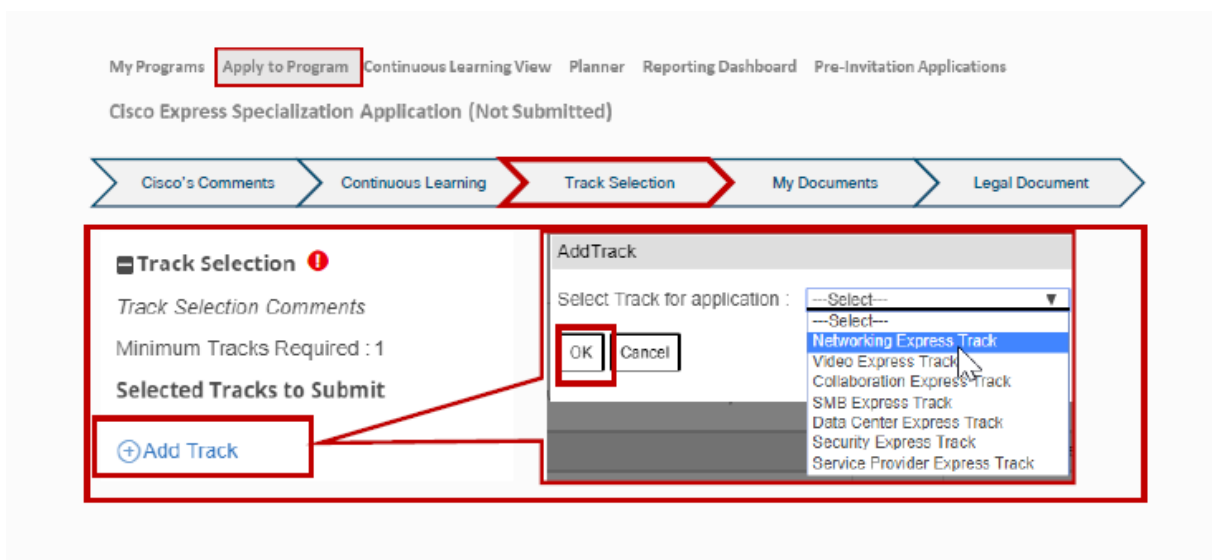 My Programs Apply to Program Continuous Learning View Planner Reporting Dashboard Pre-Invitation Applications
Cisco Express Specialization Application (Not Submitted)
Cisco's Comments Continuous Learning Track Selection My Documents Legal Document
Track Selection
Track Selection Comments
Minimum Tracks Required : 1
Selected Tracks to Submit
Add Track
AddTrack
Select Track for application : ---Select---
---Select---
Networking Express Track
Video Express Track
Collaboration Express Track
SMB Express Track
Data Center Express Track
Security Express Track
Service Provider Express Track
OK Cancel